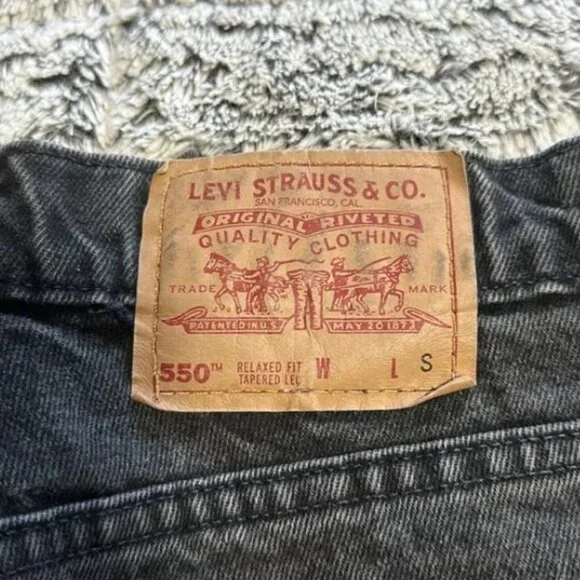 LEVI STRAUSS & CO.
SAN FRANCISCO, CAL.
ORIGINAL RIVETED
QUALITY CLOTHING
TRADE MARK
PATENTED IN U.S. MAY 20 1873
550™ RELAXED FIT W L S
TAPERED LEG